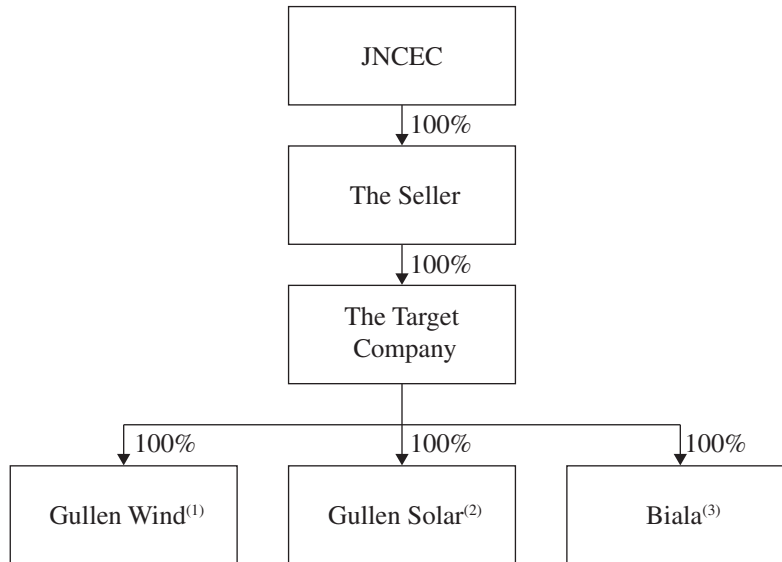 JNCEC
100%
The Seller
100%
The Target
Company
100%
100%
100%
Gullen Wind(1)
Gullen Solar(2)
Biala(3)